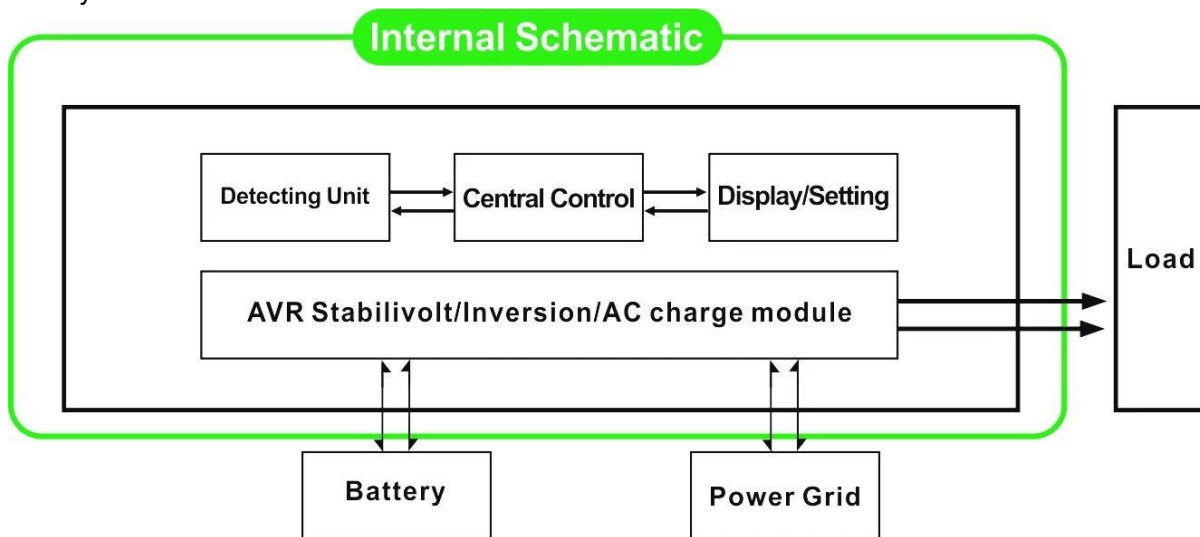 Internal Schematic
Detecting Unit
Central Control
Display/Setting
AVR Stabilivolt/Inversion/AC charge module
Load
Battery
Power Grid